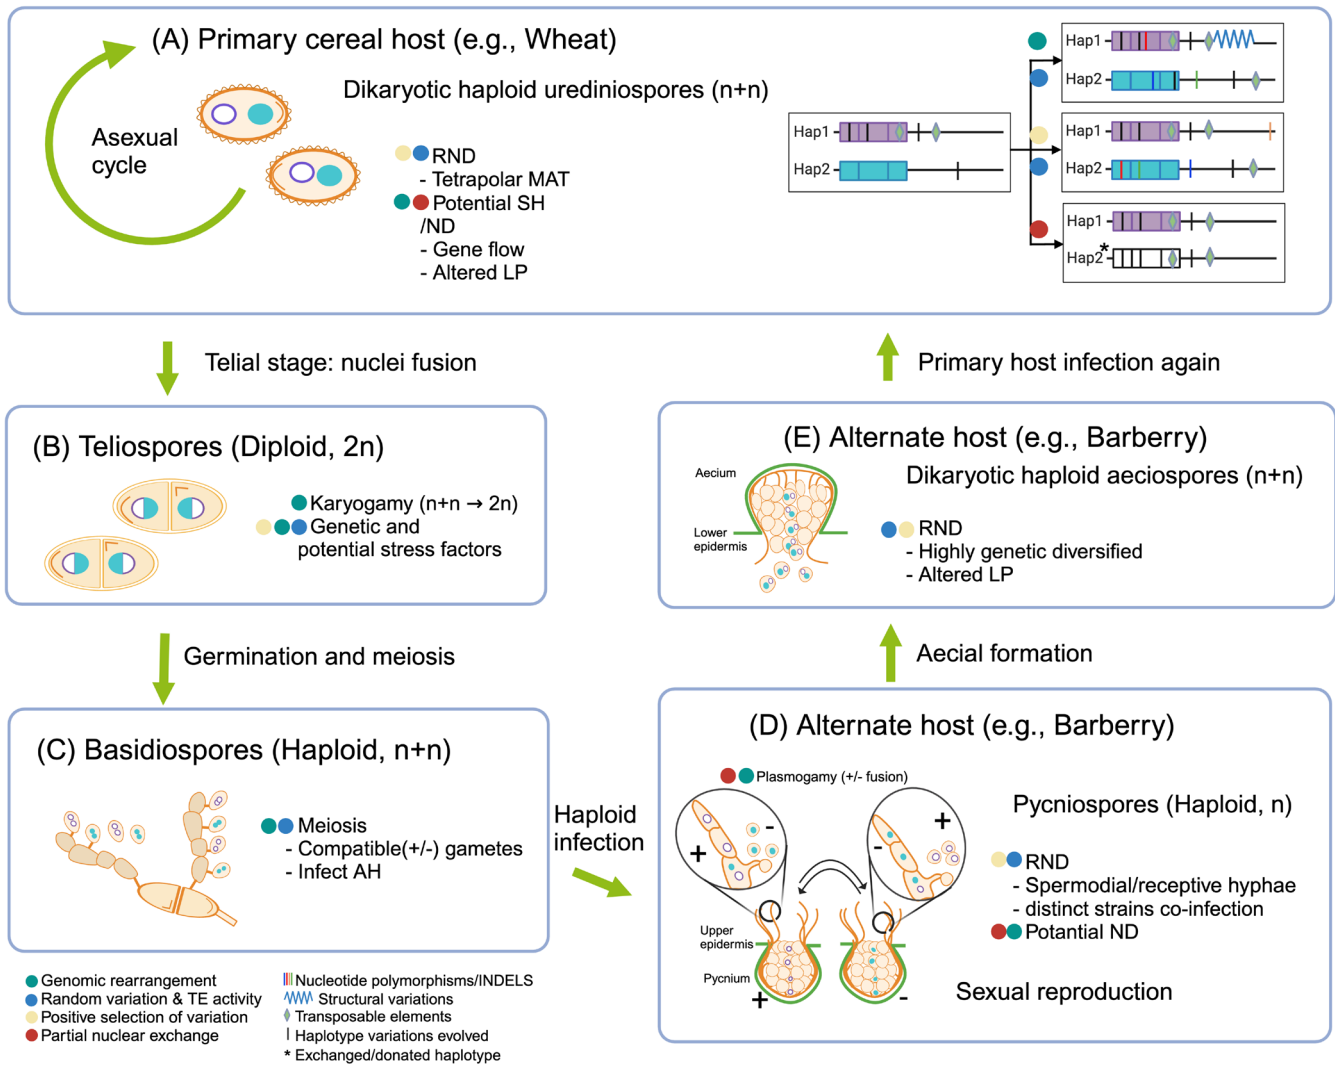 (A) Primary cereal host (e.g., Wheat)
Dikaryotic haploid urediniospores (n+n)
Asexual
cycle
RND
- Tetrapolar MAT
Potential SH
/ND
- Gene flow
- Altered LP
Hap1
Hap2
Hap1
Hap2
Hap1
Hap2
Hap1
Hap2*
Telial stage: nuclei fusion
Primary host infection again
(B) Teliospores (Diploid, 2n)
Karyogamy (n+n → 2n)
Genetic and
potential stress factors
(E) Alternate host (e.g., Barberry)
Dikaryotic haploid aeciospores (n+n)
Aecium
Lower
epidermis
RND
- Highly genetic diversified
- Altered LP
Germination and meiosis
Aecial formation
(C) Basidiospores (Haploid, n+n)
Meiosis
- Compatible(+/-) gametes
- Infect AH
Haploid
infection
(D) Alternate host (e.g., Barberry)
Plasmogamy (+/- fusion)
+
-
+
-
Pycniospores (Haploid, n)
RND
- Spermodial/receptive hyphae
- distinct strains co-infection
Potantial ND
Upper
epidermis
Pycnium
+
-
Sexual reproduction
Genomic rearrangement
Random variation & TE activity
Positive selection of variation
Partial nuclear exchange
Nucleotide polymorphisms/INDELS
Structural variations
Transposable elements
Haplotype variations evolved
* Exchanged/donated haplotype